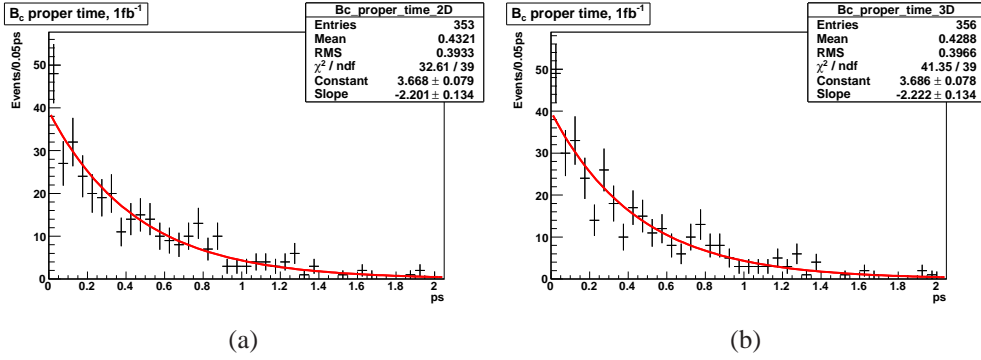 B_c proper time, 1fb^-1
Bc_proper_time_2D
Entries 353
Mean 0.4321
RMS 0.3933
χ² / ndf 32.61 / 39
Constant 3.668 ± 0.079
Slope -2.201 ± 0.134
Events/0.05ps
50
40
30
20
10
0
0 0.2 0.4 0.6 0.8 1 1.2 1.4 1.6 1.8 2
ps
(a)
B_c proper time, 1fb^-1
Bc_proper_time_3D
Entries 356
Mean 0.4288
RMS 0.3966
χ² / ndf 41.35 / 39
Constant 3.686 ± 0.078
Slope -2.222 ± 0.134
Events/0.05ps
50
40
30
20
10
0
0 0.2 0.4 0.6 0.8 1 1.2 1.4 1.6 1.8 2
ps
(b)